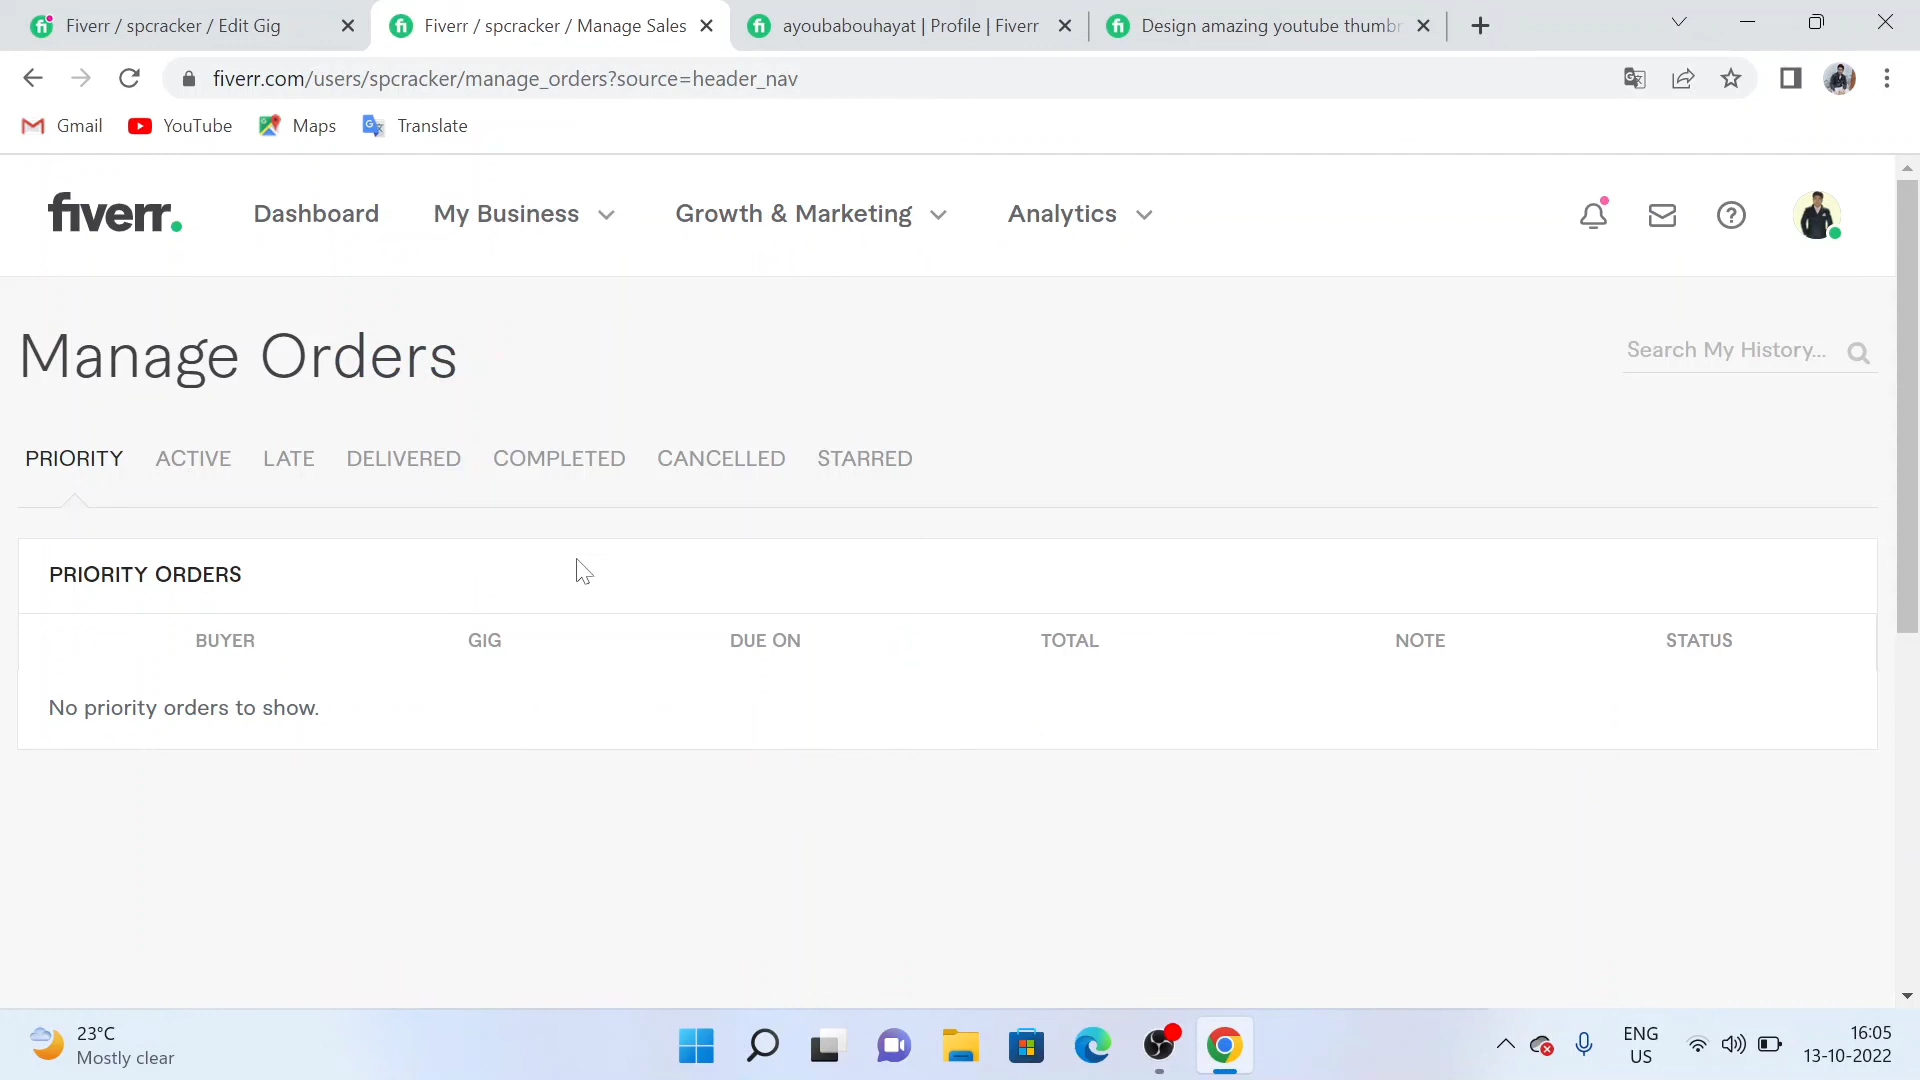 Fiverr / spcracker / Edit Gig
Fiverr / spcracker / Manage Sales
ayoubabouhayat | Profile | Fiverr
Design amazing youtube thumbn
fiverr.com/users/spcracker/manage_orders?source=header_nav
Gmail YouTube Maps Translate
fiverr. Dashboard My Business Growth & Marketing Analytics
Manage Orders
Search My History...
PRIORITY ACTIVE LATE DELIVERED COMPLETED CANCELLED STARRED
PRIORITY ORDERS
BUYER GIG DUE ON TOTAL NOTE STATUS
No priority orders to show.
23°C
Mostly clear
ENG
US
16:05
13-10-2022